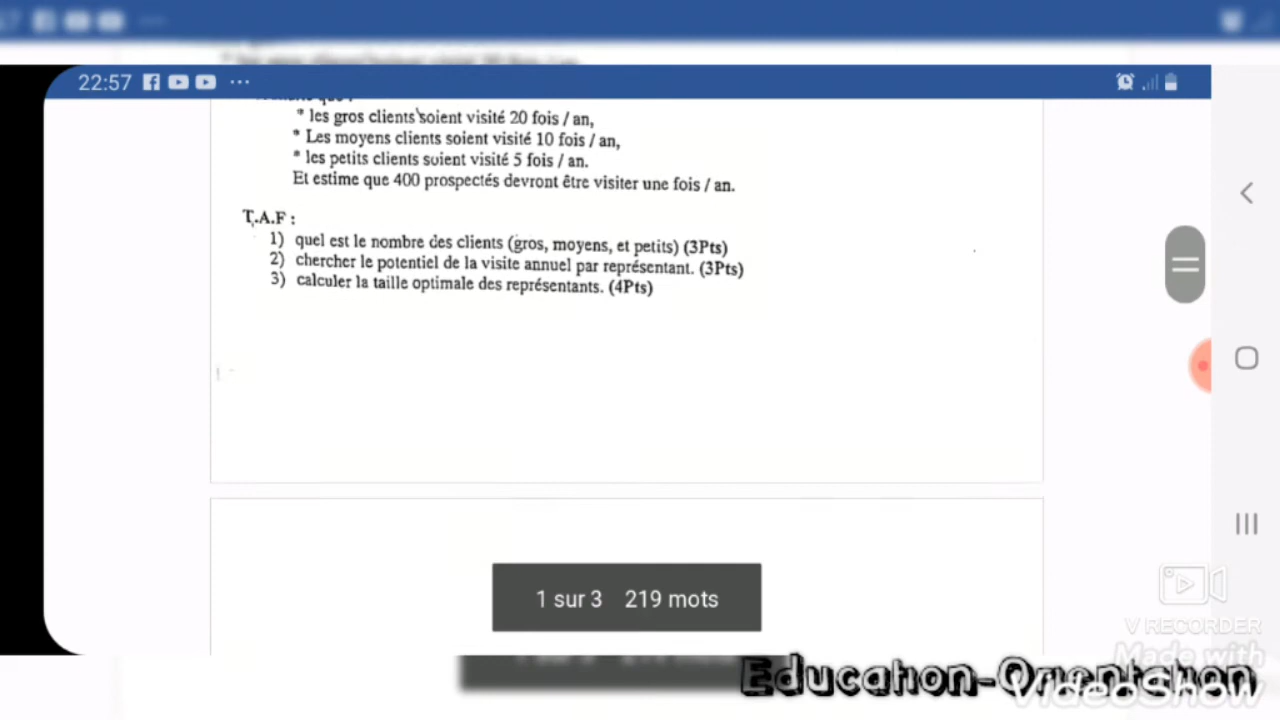 22:57
* les gros clients soient visité 20 fois / an,
* Les moyens clients soient visité 10 fois / an,
* les petits clients soient visité 5 fois / an.
Et estime que 400 prospectés devront être visiter une fois / an.
T.A.F :
1) quel est le nombre des clients (gros, moyens, et petits) (3Pts)
2) chercher le potentiel de la visite annuel par représentant. (3Pts)
3) calculer la taille optimale des représentants. (4Pts)
1 sur 3 219 mots
V RECORDER
Made with
VideoShow
Education-Orientation